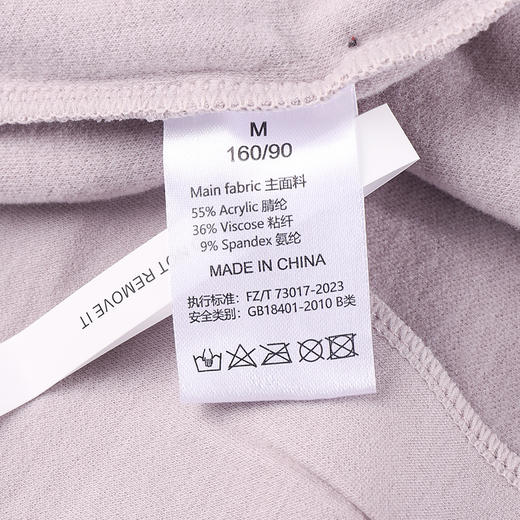 M
160/90
Main fabric 主面料
55% Acrylic 腈纶
36% Viscose 粘纤
9% Spandex 氨纶
MADE IN CHINA
执行标准：FZ/T 73017-2023
安全类别：GB18401-2010 B类
OT REMOVE IT